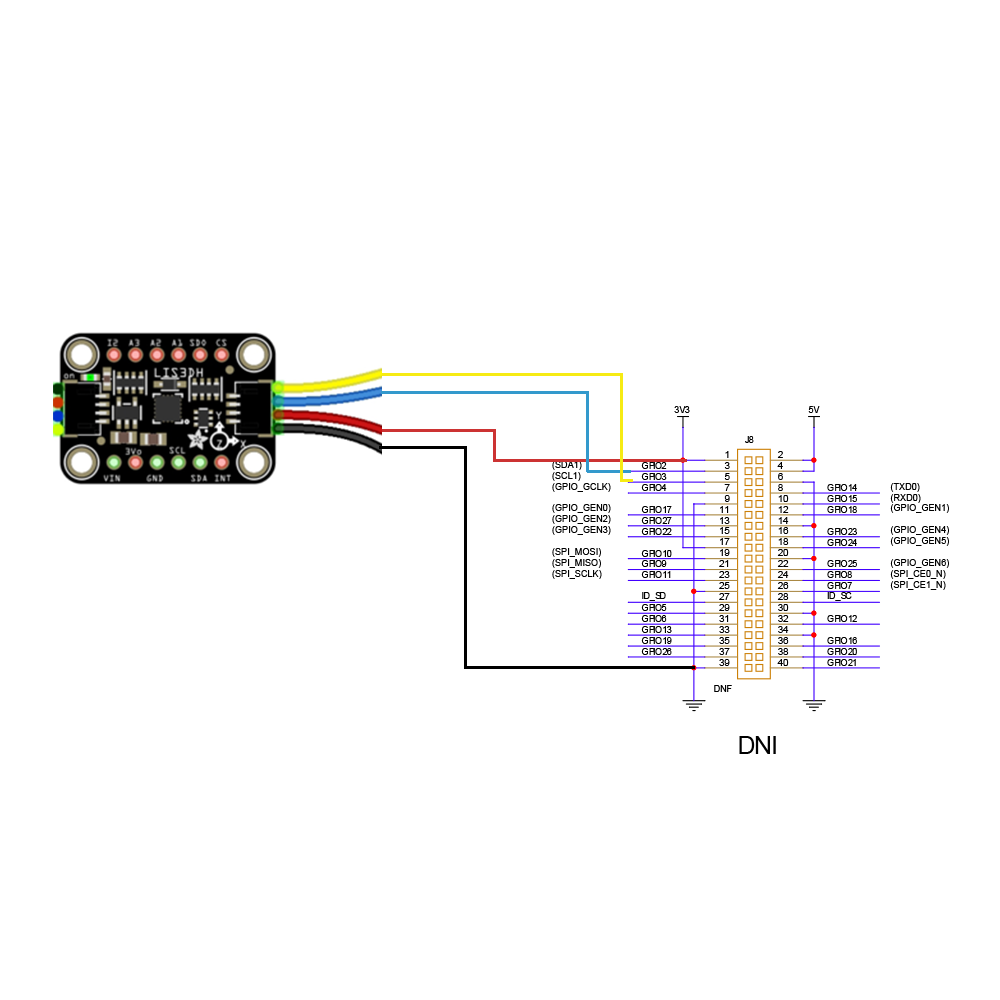 I2 A3 A2 A1 SD0 CS
LIS3DH
on
Y
Z
X
3Vo
SCL
VIN GND SDA INT
3V3
5V
J8
1 2
(SDA1) GPIO2 3 4
(SCL1) GPIO3 5 6
(GPIO_GCLK) GPIO4 7 8 GPIO14 (TXD0)
9 10 GPIO15 (RXD0)
(GPIO_GEN0) GPIO17 11 12 GPIO18 (GPIO_GEN1)
(GPIO_GEN2) GPIO27 13 14
(GPIO_GEN3) GPIO22 15 16 GPIO23 (GPIO_GEN4)
17 18 GPIO24 (GPIO_GEN5)
(SPI_MOSI) GPIO10 19 20
(SPI_MISO) GPIO9 21 22 GPIO25 (GPIO_GEN6)
(SPI_SCLK) GPIO11 23 24 GPIO8 (SPI_CE0_N)
25 26 GPIO7 (SPI_CE1_N)
ID_SD 27 28 ID_SC
GPIO5 29 30
GPIO6 31 32 GPIO12
GPIO13 33 34
GPIO19 35 36 GPIO16
GPIO26 37 38 GPIO20
39 40 GPIO21
DNF
DNI